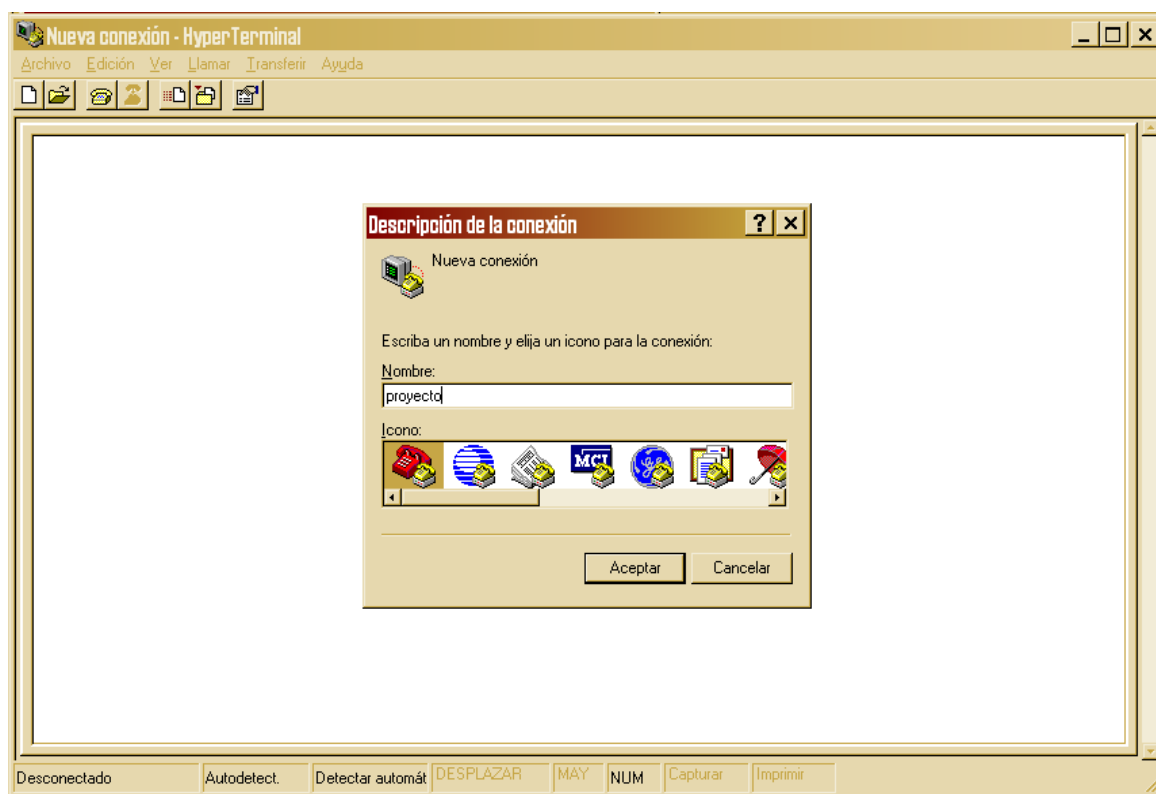 Nueva conexión - HyperTerminal
Archivo Edición Ver Llamar Transferir Ayuda
Descripción de la conexión
Nueva conexión
Escriba un nombre y elija un icono para la conexión:
Nombre:
proyecto
Icono:
MCI
Aceptar Cancelar
Desconectado Autodetect. Detectar automát DESPLAZAR MAY NUM Capturar Imprimir